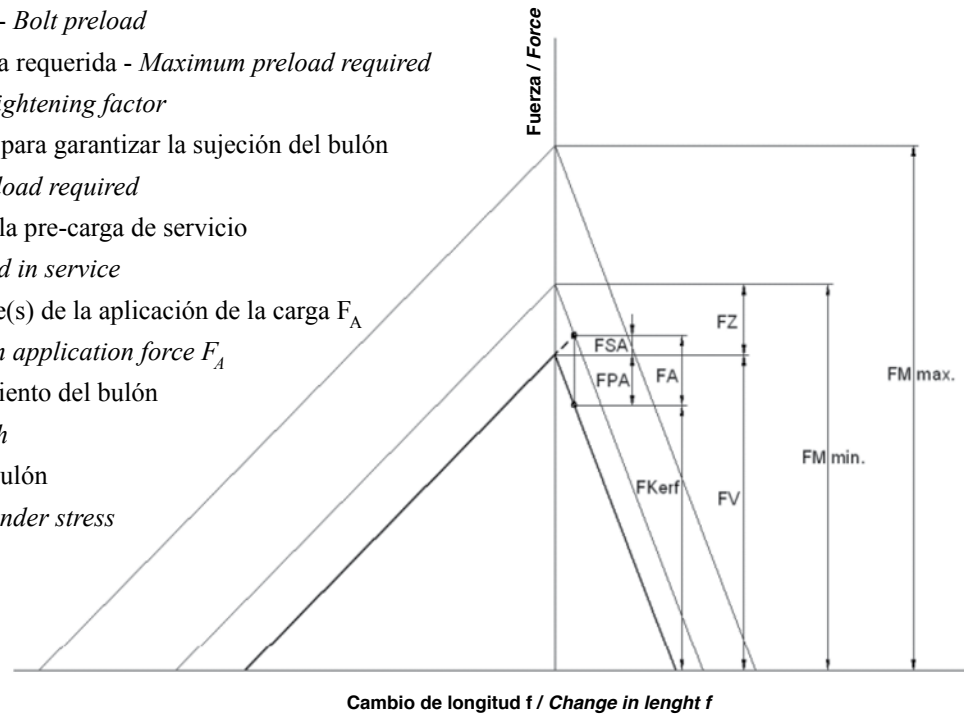 - Bolt preload
a requerida - Maximum preload required
ightening factor
para garantizar la sujeción del bulón
load required
la pre-carga de servicio
d in service
e(s) de la aplicación de la carga FA
n application force FA
iento del bulón
h
ulón
nder stress
Fuerza / Force
FZ
FSA
FPA
FA
FM max.
FM min.
FKerf
FV
Cambio de longitud f / Change in lenght f